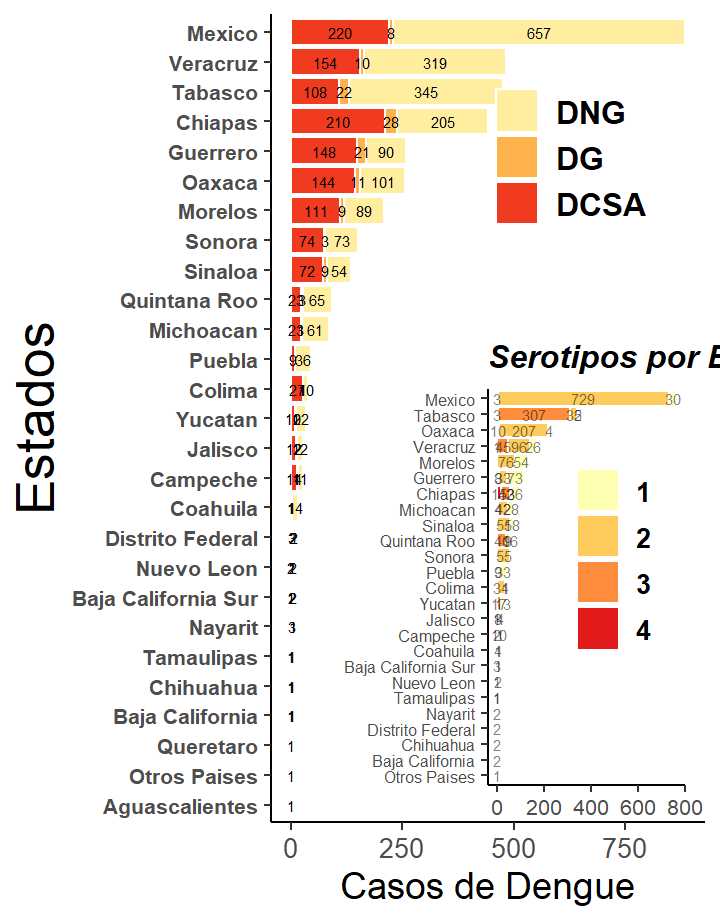 Mexico 220 8 657
Veracruz 154 10 319
Tabasco 108 22 345
Chiapas 210 28 205
Guerrero 148 21 90
Oaxaca 144 11 101
Morelos 111 9 89
Sonora 74 3 73
Sinaloa 72 9 54
Quintana Roo 65
Michoacan 61
Puebla 9 36
Colima
Yucatan
Jalisco
Campeche
Coahuila
Distrito Federal
Nuevo Leon
Baja California Sur
Nayarit
Tamaulipas 1
Chihuahua 1
Baja California 1
Queretaro 1
Otros Paises 1
Aguascalientes 1
0 250 500 750
Casos de Dengue
Estados
DNG
DG
DCSA
Serotipos por E
Mexico 3 729 30
Tabasco 3 307
Oaxaca 10 207 4
Veracruz
Morelos 76 54
Guerrero 73
Chiapas
Michoacan
Sinaloa
Quintana Roo
Sonora 55
Puebla
Colima
Yucatan
Jalisco
Campeche
Coahuila
Baja California Sur
Nuevo Leon
Tamaulipas 1
Nayarit 2
Distrito Federal 2
Chihuahua 2
Baja California 2
Otros Paises 2
0 200 400 600 800
1
2
3
4